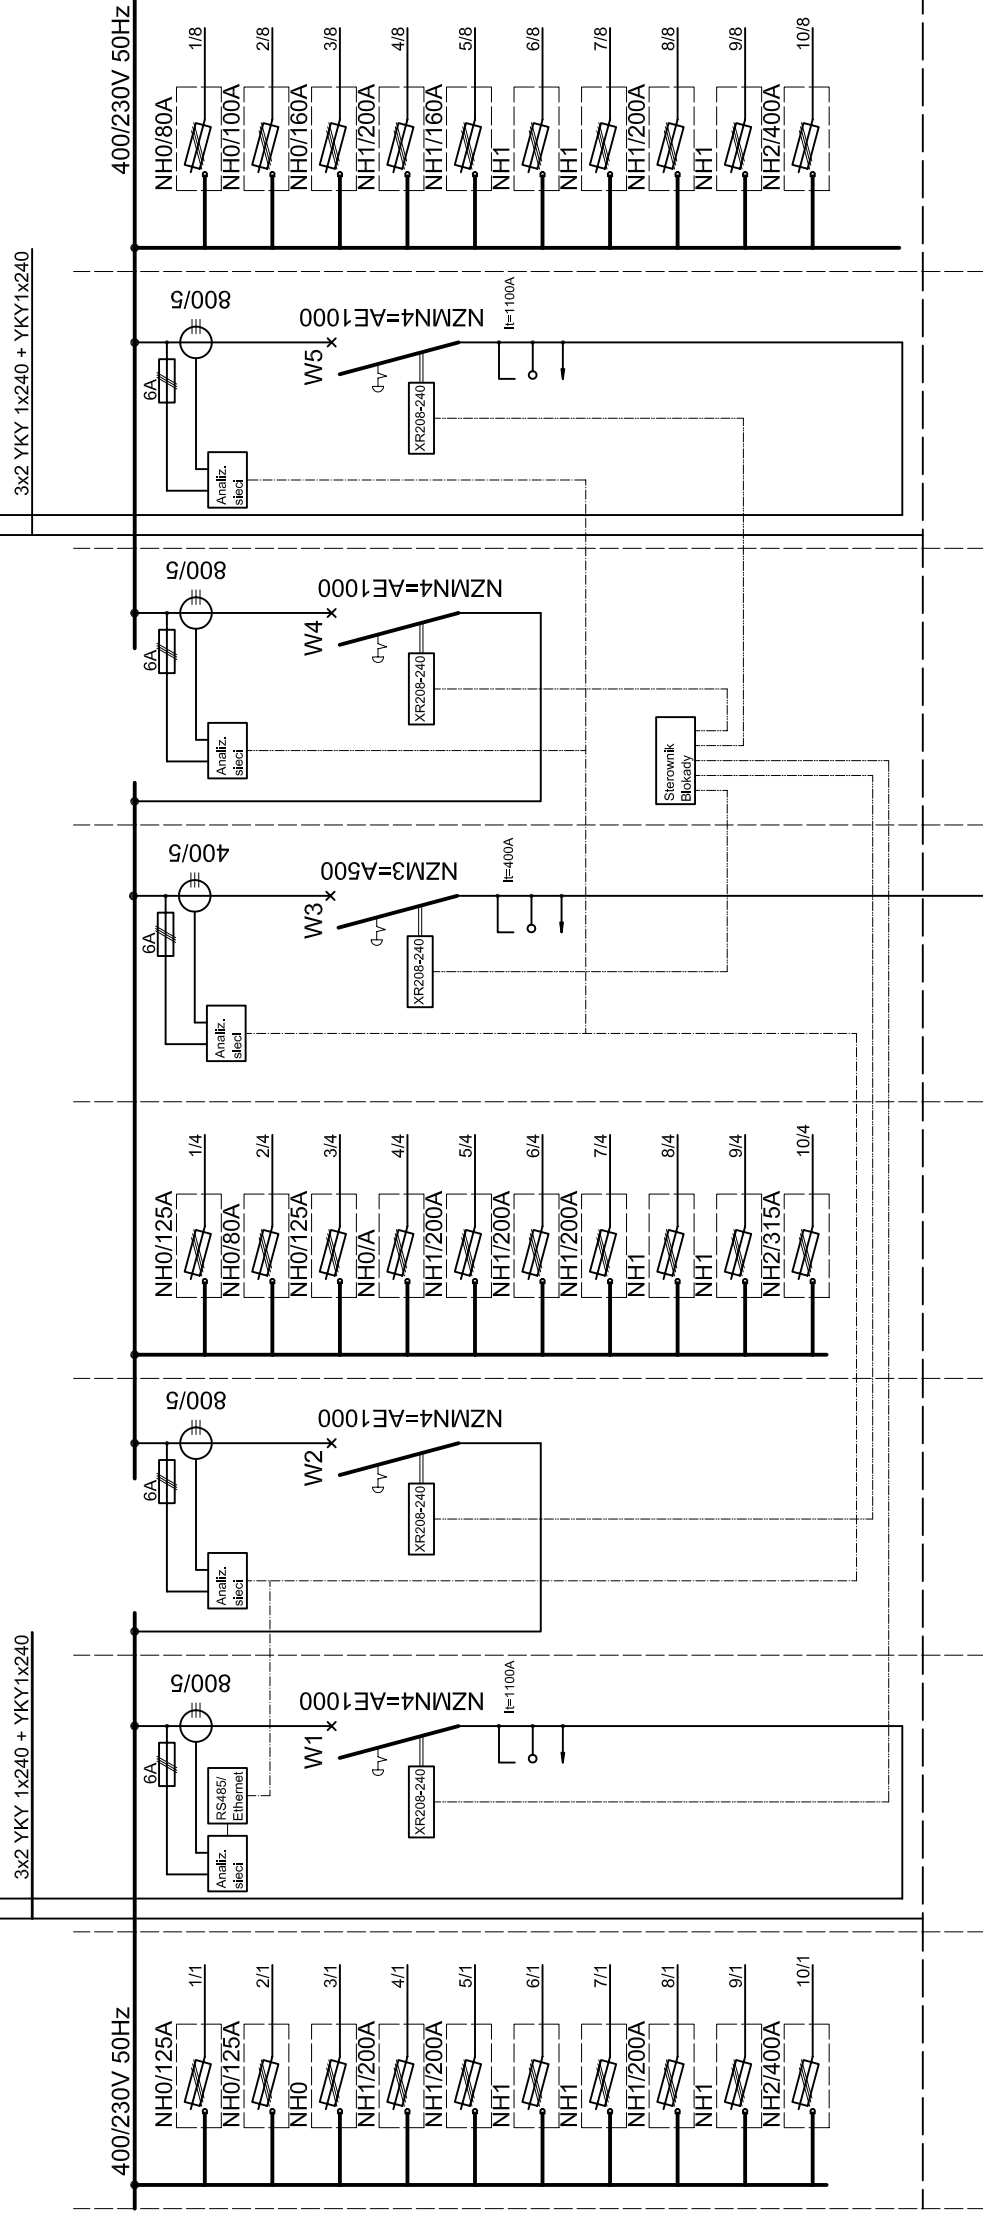 400/230V 50Hz
NH0/125A
1/1
NH0/125A
2/1
NH0
3/1
NH1/200A
4/1
NH1/200A
5/1
NH1
6/1
NH1
7/1
NH1/200A
8/1
NH1
9/1
NH2/400A
10/1
3x2 YKY 1x240 + YKY1x240
800/5
6A
RS485/
Ethernet
Analiz.
sieci
W1
NZMN4=AE1000
XR208-240
It=1100A
800/5
6A
Analiz.
sieci
W2
NZMN4=AE1000
XR208-240
NH0/125A
1/4
NH0/80A
2/4
NH0/125A
3/4
NH0/A
4/4
NH1/200A
5/4
NH1/200A
6/4
NH1/200A
7/4
NH1
8/4
NH1
9/4
NH2/315A
10/4
400/5
6A
Analiz.
sieci
W3
NZM3=A500
XR208-240
It=400A
Sterownik
Blokady
800/5
6A
Analiz.
sieci
W4
NZMN4=AE1000
XR208-240
3x2 YKY 1x240 + YKY1x240
800/5
6A
Analiz.
sieci
W5
NZMN4=AE1000
XR208-240
It=1100A
400/230V 50Hz
NH0/80A
1/8
NH0/100A
2/8
NH0/160A
3/8
NH1/200A
4/8
NH1/160A
5/8
NH1
6/8
NH1
7/8
NH1/200A
8/8
NH1
9/8
NH2/400A
10/8